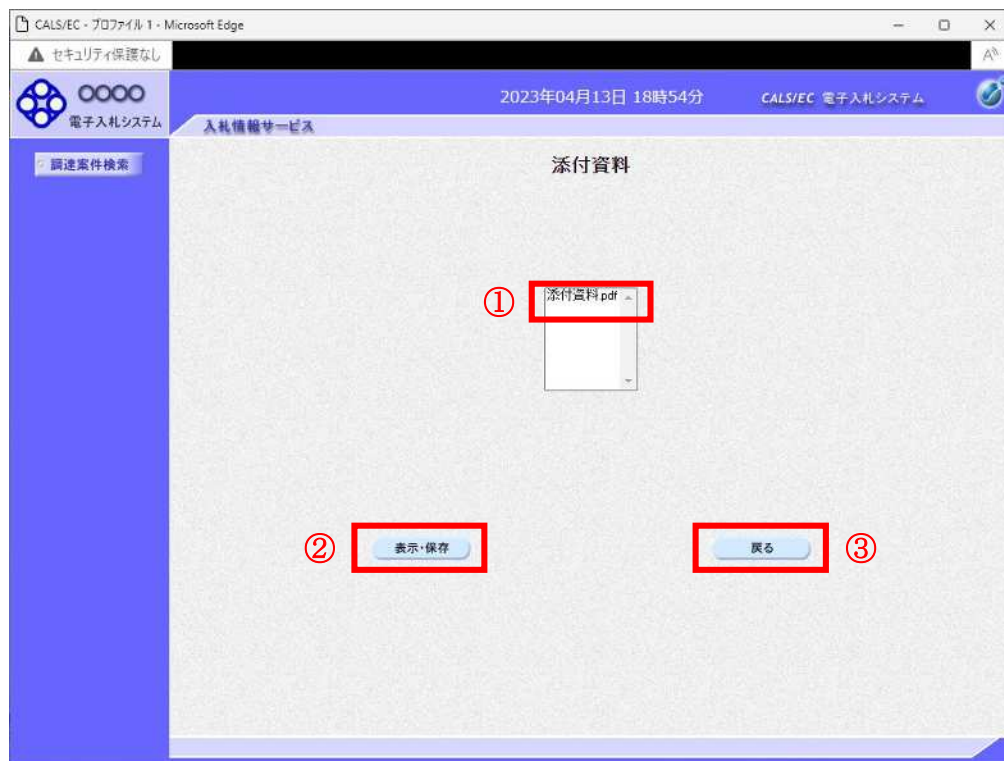 CALS/EC - プロファイル 1 - Microsoft Edge
セキュリティ保護なし
〇〇〇〇
電子入札システム
2023年04月13日 18時54分
CALS/EC 電子入札システム
入札情報サービス
調達案件検索
添付資料
① 添付資料.pdf
② 表示・保存
戻る ③